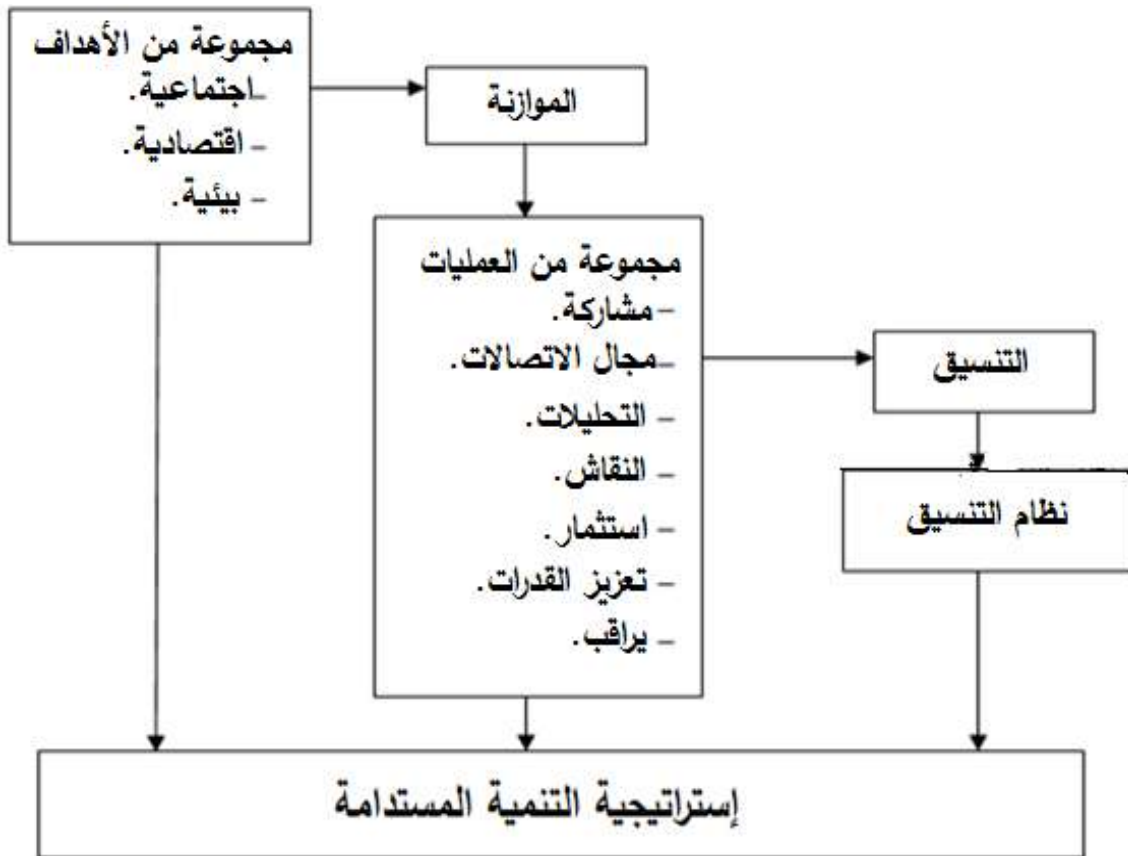 مجموعة من الأهداف
-اجتماعية.
- اقتصادية.
- بيئية.
الموازنة
مجموعة من العمليات
- مشاركة.
-مجال الاتصالات.
- التحليلات.
- النقاش.
- استثمار.
- تعزيز القدرات.
- يراقب.
التنسيق
نظام التنسيق
إستراتيجية التنمية المستدامة